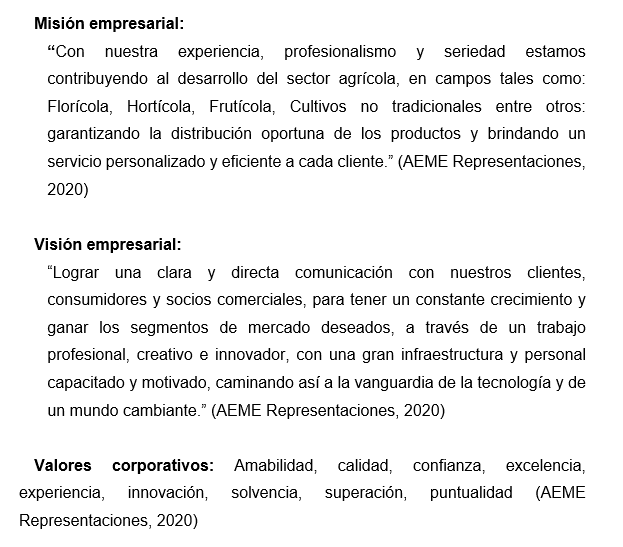 Misión empresarial:
“Con nuestra experiencia, profesionalismo y seriedad estamos
contribuyendo al desarrollo del sector agrícola, en campos tales como:
Florícola, Hortícola, Frutícola, Cultivos no tradicionales entre otros:
garantizando la distribución oportuna de los productos y brindando un
servicio personalizado y eficiente a cada cliente.” (AEME Representaciones,
2020)
Visión empresarial:
“Lograr una clara y directa comunicación con nuestros clientes,
consumidores y socios comerciales, para tener un constante crecimiento y
ganar los segmentos de mercado deseados, a través de un trabajo
profesional, creativo e innovador, con una gran infraestructura y personal
capacitado y motivado, caminando así a la vanguardia de la tecnología y de
un mundo cambiante.” (AEME Representaciones, 2020)
Valores corporativos: Amabilidad, calidad, confianza, excelencia,
experiencia, innovación, solvencia, superación, puntualidad (AEME
Representaciones, 2020)